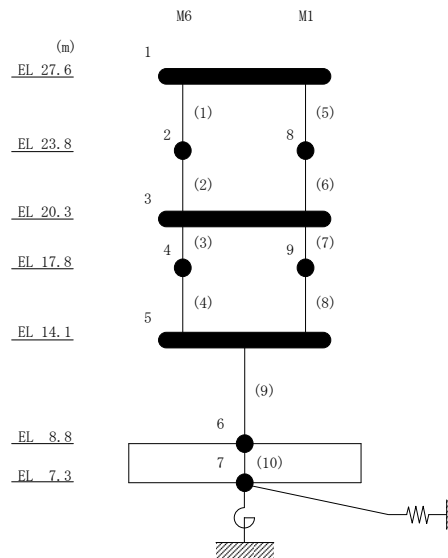 M6 M1
(m)
1
EL 27.6
(1) (5)
2 8
EL 23.8
(2) (6)
3
EL 20.3
(3) (7)
4 9
EL 17.8
(4) (8)
5
EL 14.1
(9)
6
EL 8.8
7 (10)
EL 7.3